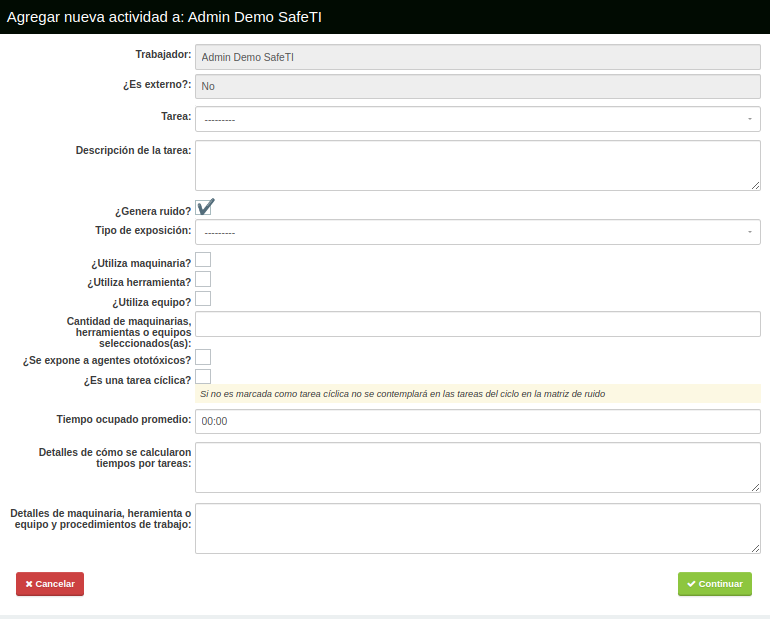 Agregar nueva actividad a: Admin Demo SafeTI
Trabajador: Admin Demo SafeTI
¿Es externo?: No
Tarea: ---------
Descripción de la tarea:
¿Genera ruido?
Tipo de exposición: ---------
¿Utiliza maquinaria?
¿Utiliza herramienta?
¿Utiliza equipo?
Cantidad de maquinarias,
herramientas o equipos
seleccionados(as):
¿Se expone a agentes ototóxicos?
¿Es una tarea cíclica?
Si no es marcada como tarea cíclica no se contemplará en las tareas del ciclo en la matriz de ruido
Tiempo ocupado promedio: 00:00
Detalles de cómo se calcularon
tiempos por tareas:
Detalles de maquinaria, heramienta o
equipo y procedimientos de trabajo:
Cancelar
Continuar